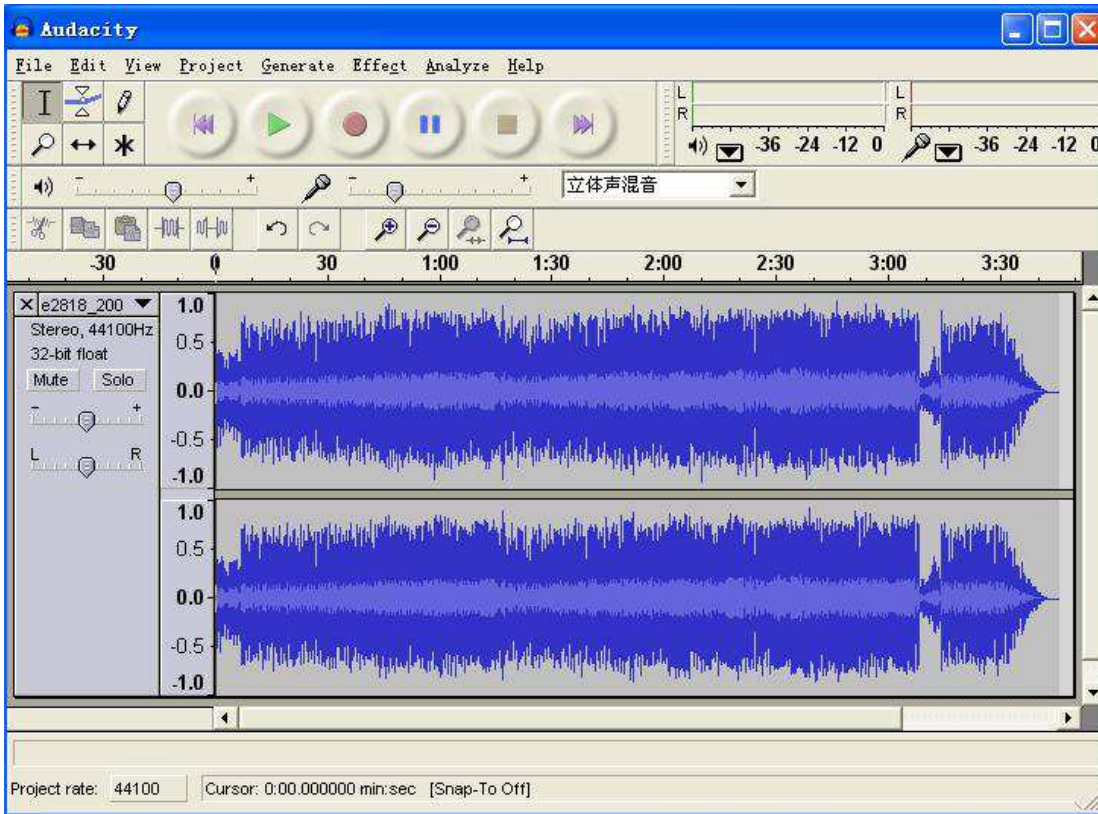 Audacity
File Edit View Project Generate Effect Analyze Help
L
R
-36 -24 -12 0
L
R
-36 -24 -12 0
- +
- +
立体声混音
-30 0 30 1:00 1:30 2:00 2:30 3:00 3:30
e2818_200
Stereo, 44100Hz
32-bit float
Mute Solo
- +
L R
1.0
0.5
0.0
-0.5
-1.0
1.0
0.5
0.0
-0.5
-1.0
Project rate: 44100 Cursor: 0:00.000000 min:sec [Snap-To Off]